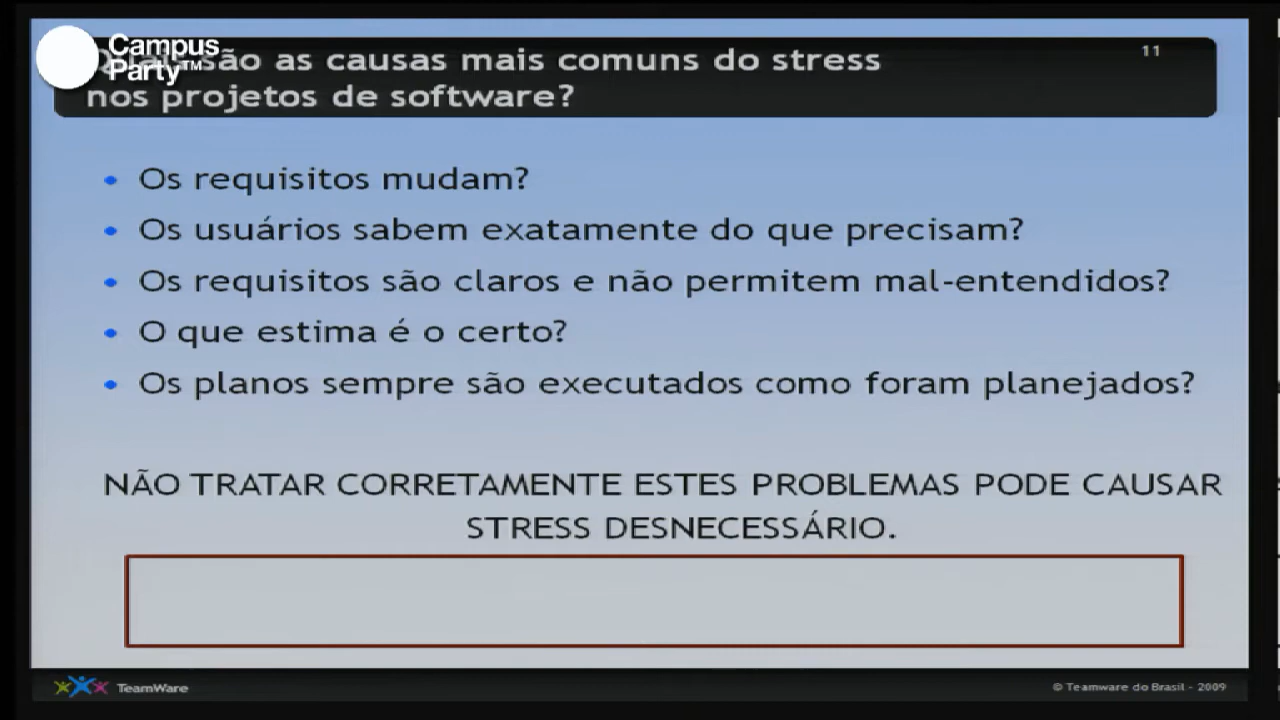 Campus
Party™
são as causas mais comuns do stress
nos projetos de software?
11
• Os requisitos mudam?
• Os usuários sabem exatamente do que precisam?
• Os requisitos são claros e não permitem mal-entendidos?
• O que estima é o certo?
• Os planos sempre são executados como foram planejados?
NÃO TRATAR CORRETAMENTE ESTES PROBLEMAS PODE CAUSAR
STRESS DESNECESSÁRIO.
TeamWare
© Teamware do Brasil - 2009